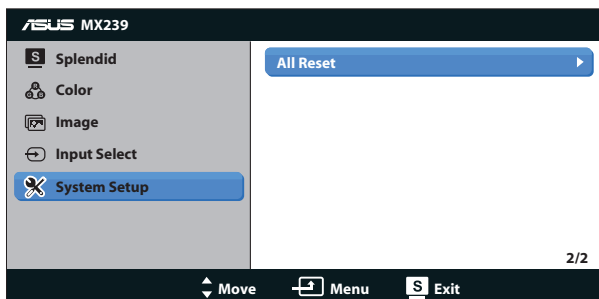 ASUS MX239
S Splendid
Color
Image
Input Select
System Setup
All Reset
2/2
Move Menu S Exit